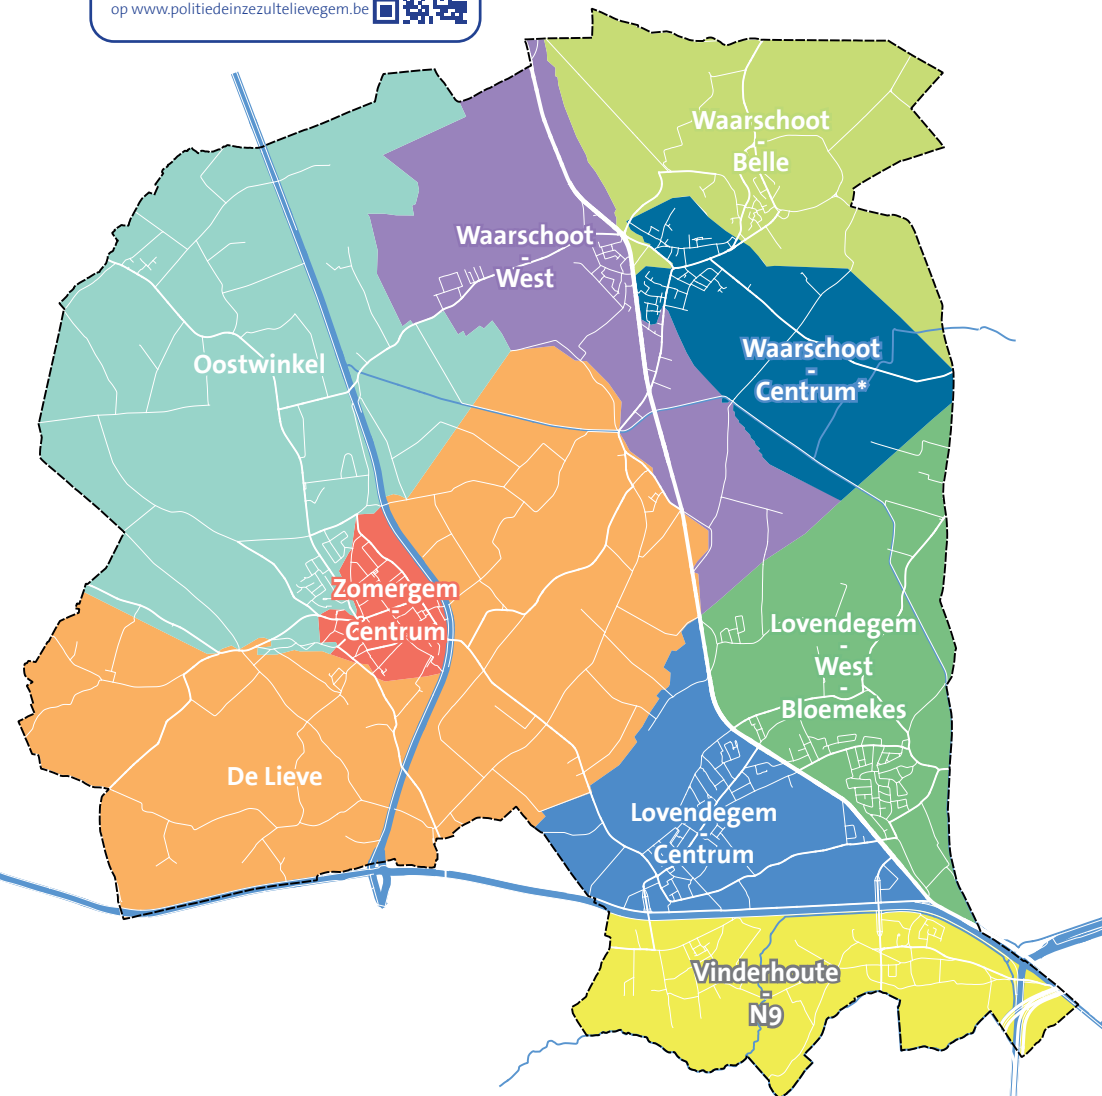 op www.politiedeinzezultelievegem.be
Waarschoot
-
Belle
Waarschoot
-
West
Waarschoot
-
Centrum*
Oostwinkel
Zomergem
-
Centrum
Lovendegem
-
West
-
Bloemekes
De Lieve
Lovendegem
-
Centrum
Vinderhoute
-
N9